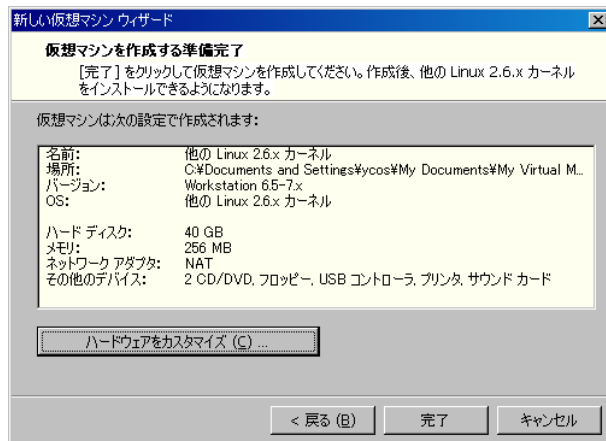 新しい仮想マシン ウィザード
仮想マシンを作成する準備完了
[完了] をクリックして仮想マシンを作成してください。作成後、他の Linux 2.6.x カーネル
をインストールできるようになります。
仮想マシンは次の設定で作成されます:
名前: 他の Linux 2.6.x カーネル
場所: C:¥Documents and Settings¥ycos¥My Documents¥My Virtual M...
バージョン: Workstation 6.5-7.x
OS: 他の Linux 2.6.x カーネル
ハード ディスク: 40 GB
メモリ: 256 MB
ネットワーク アダプタ: NAT
その他のデバイス: 2 CD/DVD, フロッピー, USB コントローラ, プリンタ, サウンド カード
ハードウェアをカスタマイズ (C) ...
< 戻る (B) 完了 キャンセル